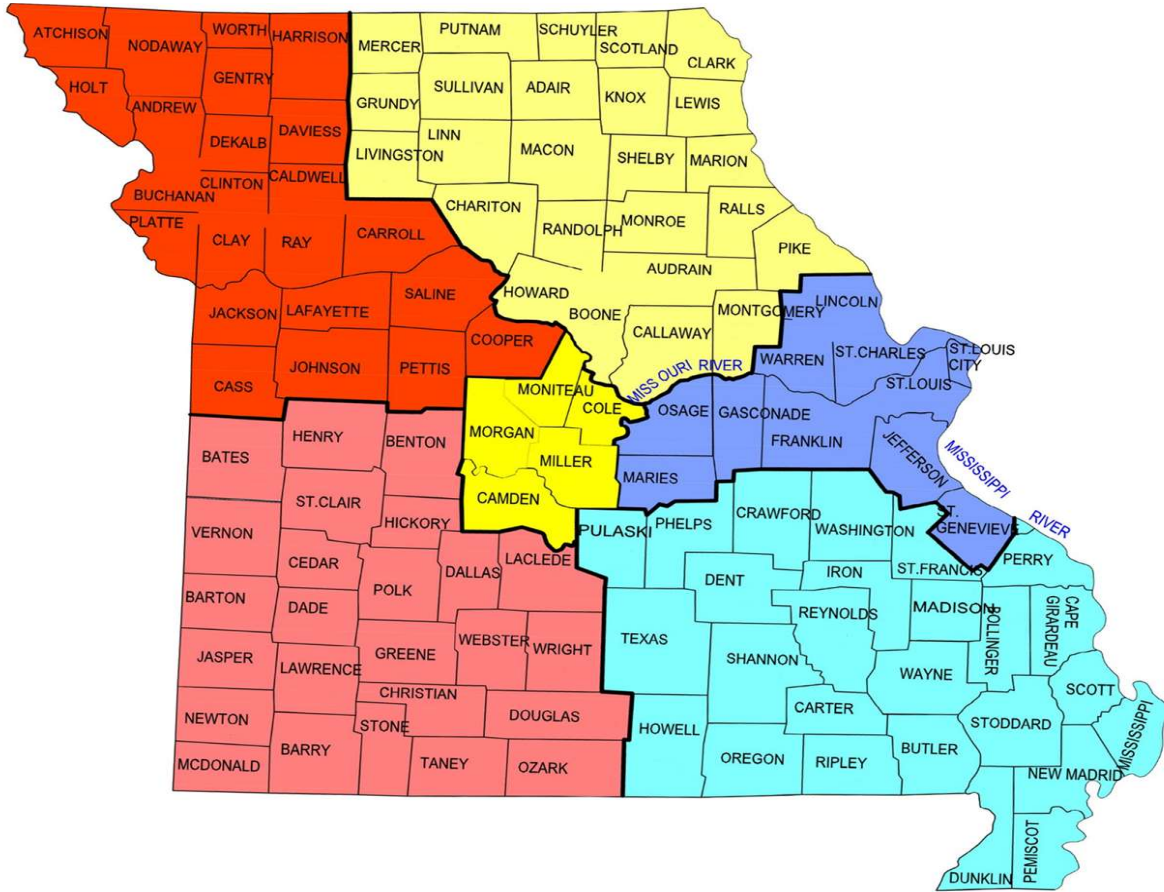 ATCHISON
NODAWAY
WORTH
HARRISON
MERCER
PUTNAM
SCHUYLER
SCOTLAND
CLARK
HOLT
ANDREW
GENTRY
GRUNDY
SULLIVAN
ADAIR
KNOX
LEWIS
DEKALB
DAVIESS
LIVINGSTON
LINN
MACON
SHELBY
MARION
BUCHANAN
CLINTON
CALDWELL
PLATTE
CLAY
RAY
CARROLL
CHARITON
RANDOLPH
MONROE
RALLS
PIKE
AUDRAIN
JACKSON
LAFAYETTE
SALINE
HOWARD
BOONE
CALLAWAY
MONTGOMERY
LINCOLN
CASS
JOHNSON
PETTIS
COOPER
WARREN
ST.CHARLES
ST.LOUIS
CITY
ST.LOUIS
MISS OURI RIVER
MONITEAU
COLE
OSAGE
GASCONADE
FRANKLIN
JEFFERSON
MISSISSIPPI
RIVER
BATES
HENRY
BENTON
MORGAN
MILLER
MARIES
CAMDEN
ST.CLAIR
HICKORY
VERNON
CEDAR
PULASKI
PHELPS
CRAWFORD
WASHINGTON
ST.
GENEVIEVE
PERRY
ST.FRANCIS
BARTON
DADE
POLK
DALLAS
LACLEDE
DENT
IRON
REYNOLDS
MADISON
BOLLINGER
CAPE
GIRARDEAU
JASPER
LAWRENCE
GREENE
WEBSTER
WRIGHT
TEXAS
SHANNON
WAYNE
SCOTT
NEWTON
CHRISTIAN
STONE
DOUGLAS
HOWELL
CARTER
STODDARD
MISSISSIPPI
MCDONALD
BARRY
TANEY
OZARK
OREGON
RIPLEY
BUTLER
NEW MADRID
DUNKLIN
PEMISCOT